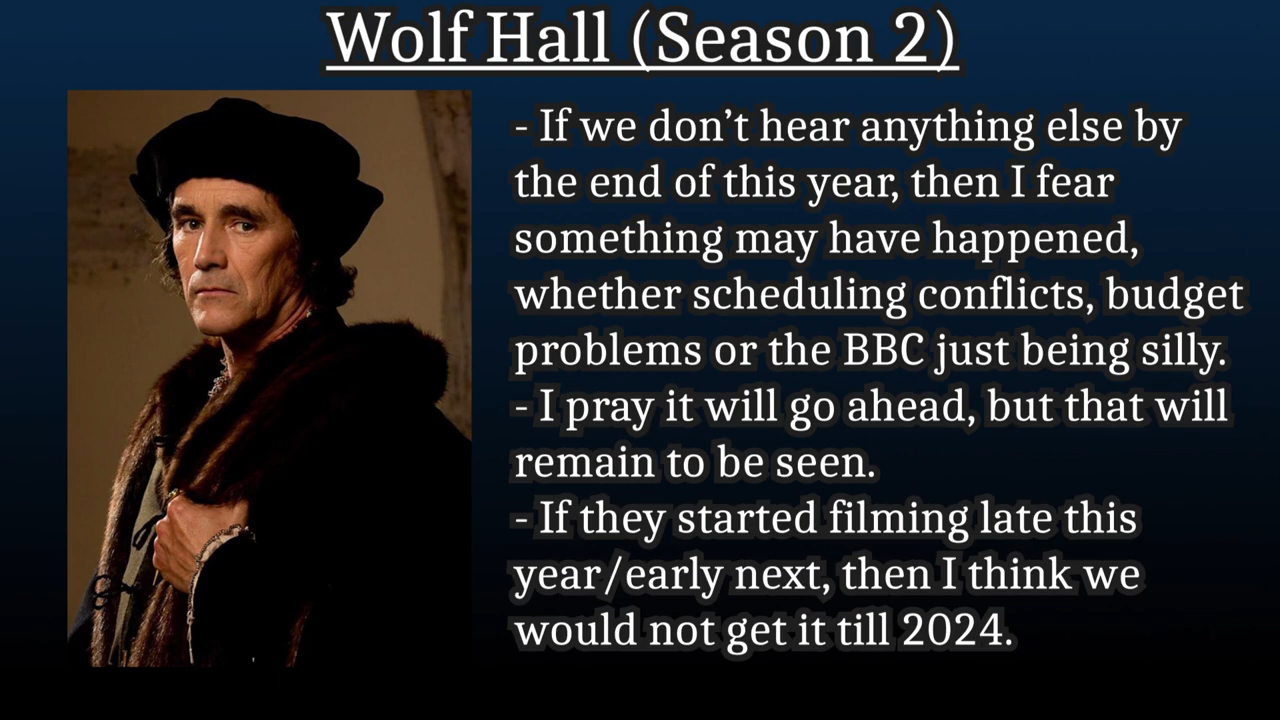 Wolf Hall (Season 2)
- If we don’t hear anything else by
the end of this year, then I fear
something may have happened,
whether scheduling conflicts, budget
problems or the BBC just being silly.
- I pray it will go ahead, but that will
remain to be seen.
- If they started filming late this
year/early next, then I think we
would not get it till 2024.